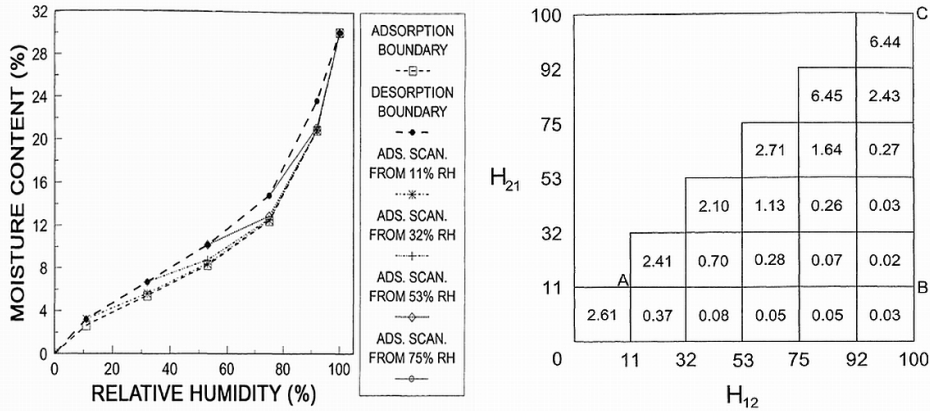 32
28
24
20
16
12
8
4
0
MOISTURE CONTENT (%)
0 20 40 60 80 100
RELATIVE HUMIDITY (%)
ADSORPTION
BOUNDARY
DESORPTION
BOUNDARY
ADS. SCAN.
FROM 11% RH
ADS. SCAN.
FROM 32% RH
ADS. SCAN.
FROM 53% RH
ADS. SCAN.
FROM 75% RH
100 C
6.44
92
6.45 2.43
75
2.71 1.64 0.27
H21 53
2.10 1.13 0.26 0.03
32
2.41 0.70 0.28 0.07 0.02
11 A B
2.61 0.37 0.08 0.05 0.05 0.03
0 11 32 53 75 92 100
H12